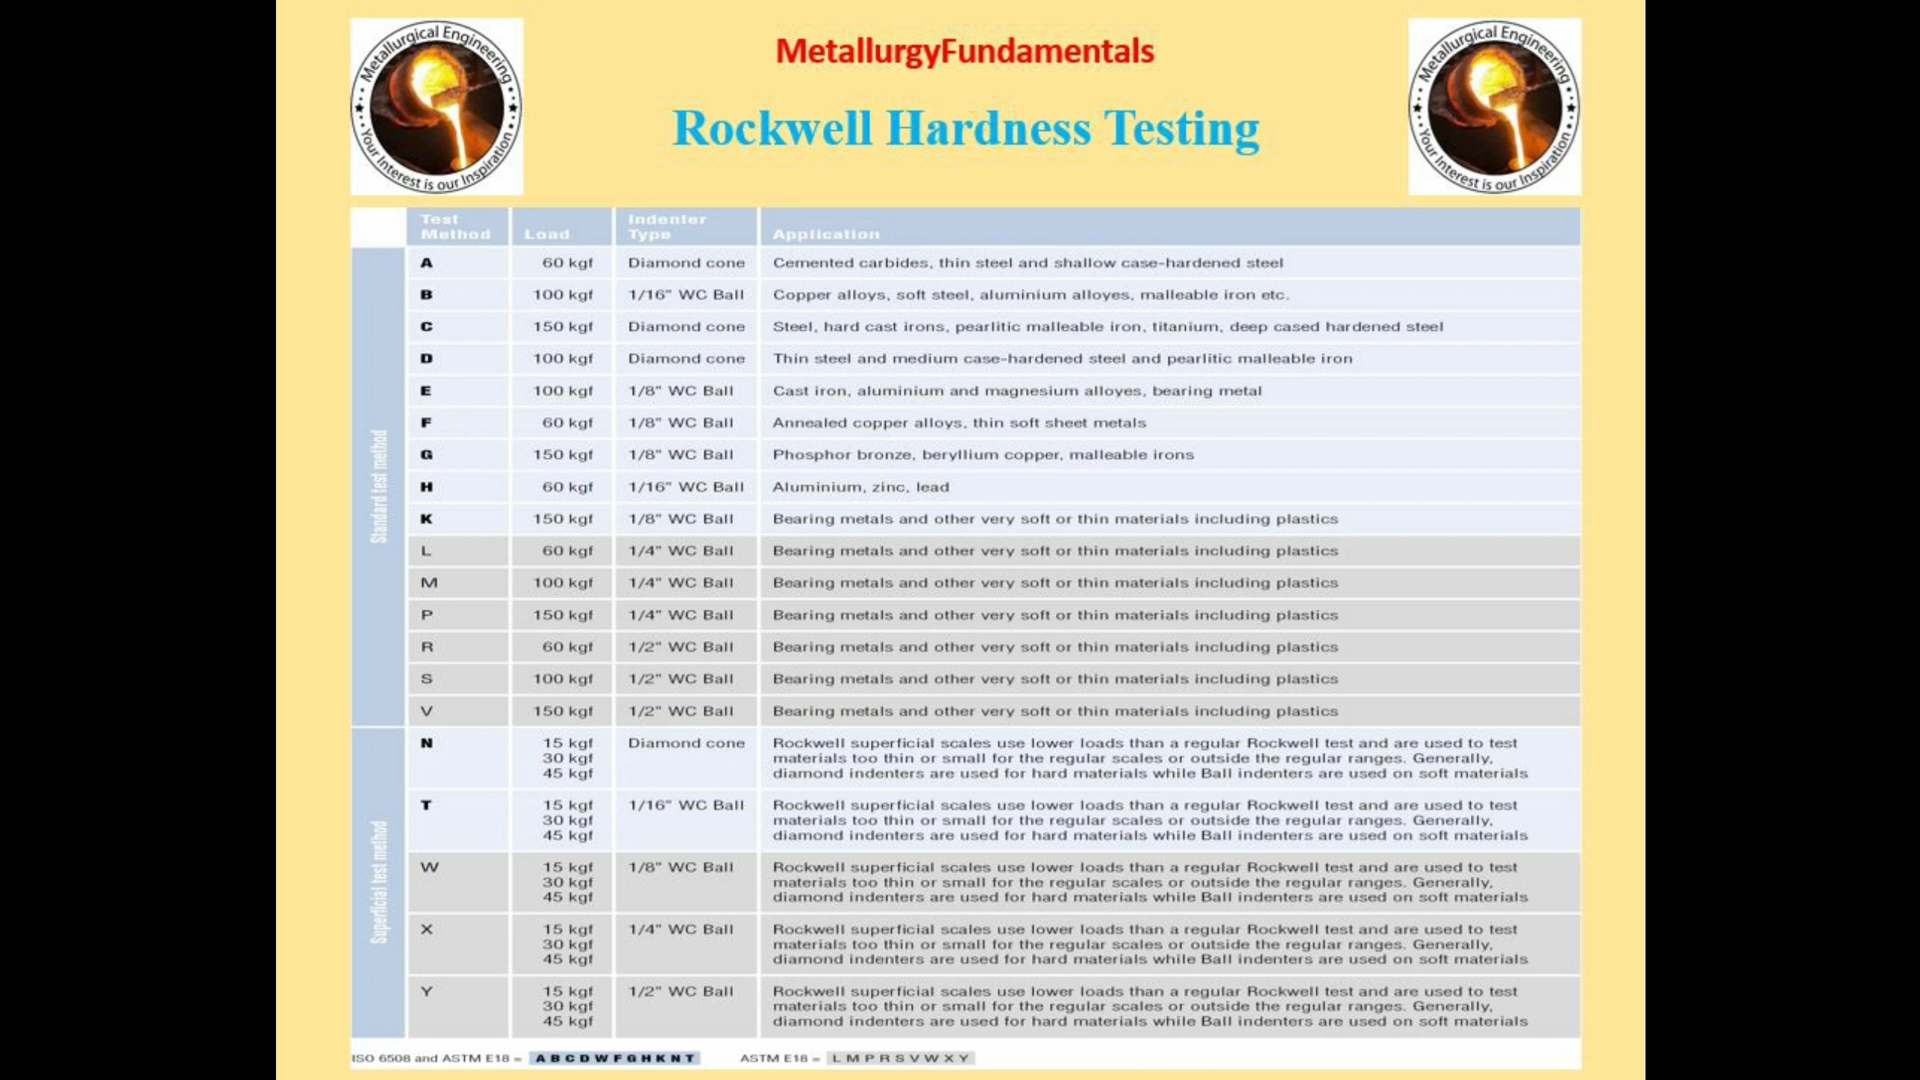 Metallurgical Engineering
Your Interest is our Inspiration
MetallurgyFundamentals
Rockwell Hardness Testing
Metallurgical Engineering
Your Interest is our Inspiration
Test Method Load Indenter Type Application
Standard test method
A 60 kgf Diamond cone Cemented carbides, thin steel and shallow case-hardened steel
B 100 kgf 1/16" WC Ball Copper alloys, soft steel, aluminium alloyes, malleable iron etc.
C 150 kgf Diamond cone Steel, hard cast irons, pearlitic malleable iron, titanium, deep cased hardened steel
D 100 kgf Diamond cone Thin steel and medium case-hardened steel and pearlitic malleable iron
E 100 kgf 1/8" WC Ball Cast iron, aluminium and magnesium alloyes, bearing metal
F 60 kgf 1/8" WC Ball Annealed copper alloys, thin soft sheet metals
G 150 kgf 1/8" WC Ball Phosphor bronze, beryllium copper, malleable irons
H 60 kgf 1/16" WC Ball Aluminium, zinc, lead
K 150 kgf 1/8" WC Ball Bearing metals and other very soft or thin materials including plastics
L 60 kgf 1/4" WC Ball Bearing metals and other very soft or thin materials including plastics
M 100 kgf 1/4" WC Ball Bearing metals and other very soft or thin materials including plastics
P 150 kgf 1/4" WC Ball Bearing metals and other very soft or thin materials including plastics
R 60 kgf 1/2" WC Ball Bearing metals and other very soft or thin materials including plastics
S 100 kgf 1/2" WC Ball Bearing metals and other very soft or thin materials including plastics
V 150 kgf 1/2" WC Ball Bearing metals and other very soft or thin materials including plastics
Superficial test method
N 15 kgf Diamond cone Rockwell superficial scales use lower loads than a regular Rockwell test and are used to test
30 kgf materials too thin or small for the regular scales or outside the regular ranges. Generally,
45 kgf diamond indenters are used for hard materials while Ball indenters are used on soft materials
T 15 kgf 1/16" WC Ball Rockwell superficial scales use lower loads than a regular Rockwell test and are used to test
30 kgf materials too thin or small for the regular scales or outside the regular ranges. Generally,
45 kgf diamond indenters are used for hard materials while Ball indenters are used on soft materials
W 15 kgf 1/8" WC Ball Rockwell superficial scales use lower loads than a regular Rockwell test and are used to test
30 kgf materials too thin or small for the regular scales or outside the regular ranges. Generally,
45 kgf diamond indenters are used for hard materials while Ball indenters are used on soft materials
X 15 kgf 1/4" WC Ball Rockwell superficial scales use lower loads than a regular Rockwell test and are used to test
30 kgf materials too thin or small for the regular scales or outside the regular ranges. Generally,
45 kgf diamond indenters are used for hard materials while Ball indenters are used on soft materials
Y 15 kgf 1/2" WC Ball Rockwell superficial scales use lower loads than a regular Rockwell test and are used to test
30 kgf materials too thin or small for the regular scales or outside the regular ranges. Generally,
45 kgf diamond indenters are used for hard materials while Ball indenters are used on soft materials
ISO 6508 and ASTM E18 = A B C D W F G H K N T ASTM E18 = L M P R S V W X Y